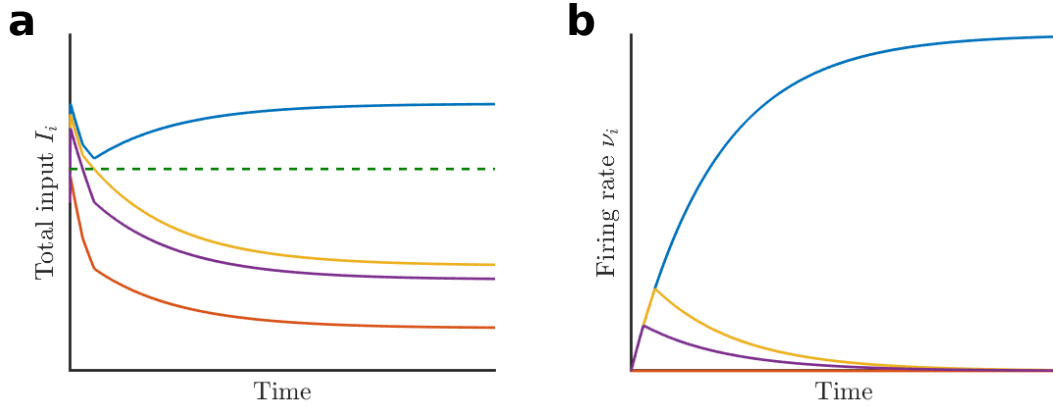 a
Total input I_i
Time
b
Firing rate ν_i
Time